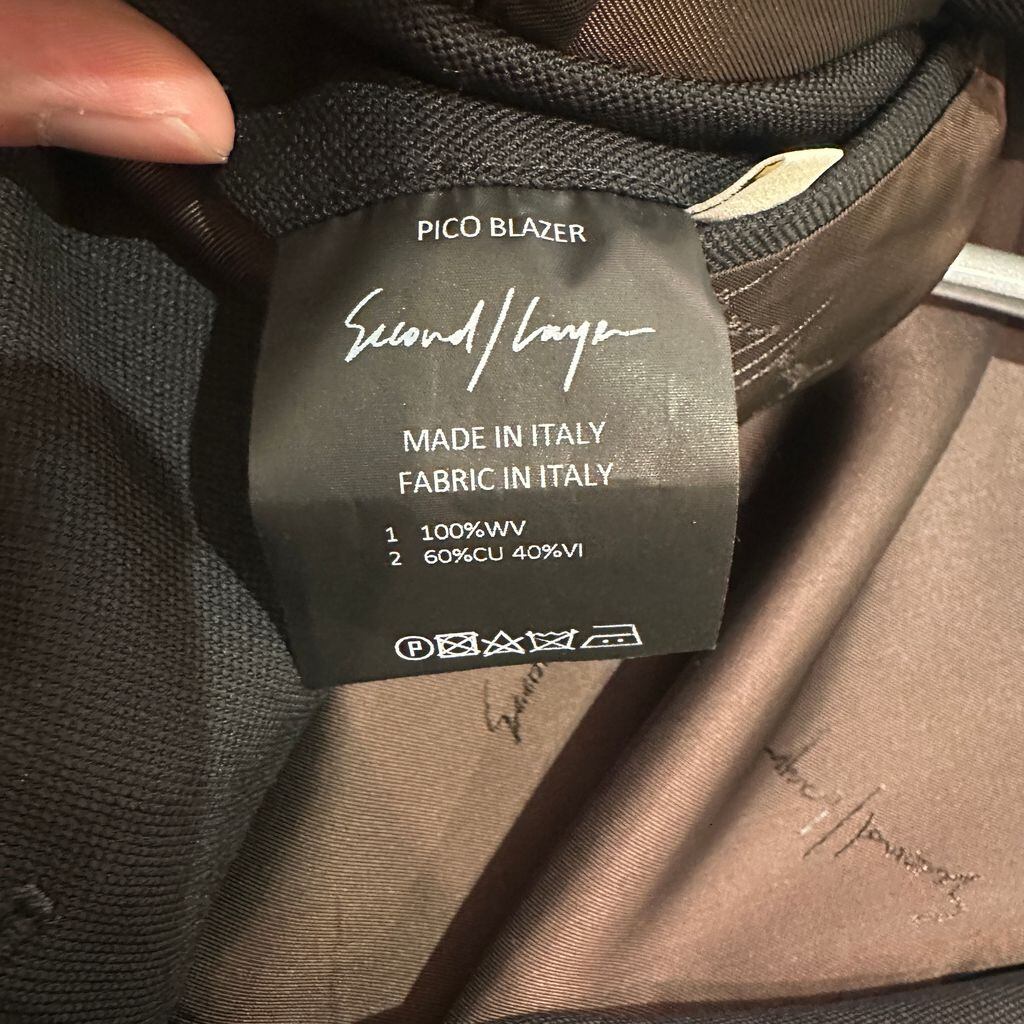 PICO BLAZER
Second/Layer
MADE IN ITALY
FABRIC IN ITALY
1 100%WV
2 60%CU 40%VI
P